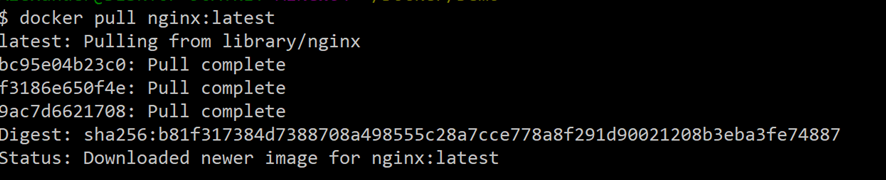 $ docker pull nginx:latest
latest: Pulling from library/nginx
bc95e04b23c0: Pull complete
f3186e650f4e: Pull complete
9ac7d6621708: Pull complete
Digest: sha256:b81f317384d7388708a498555c28a7cce778a8f291d90021208b3eba3fe74887
Status: Downloaded newer image for nginx:latest